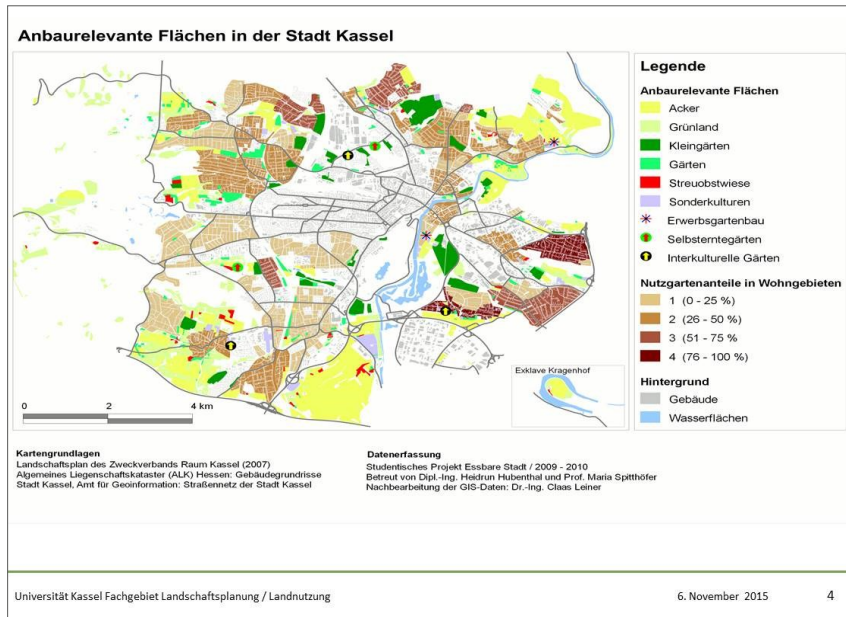 Anbaurelevante Flächen in der Stadt Kassel
Legende
Anbaurelevante Flächen
Acker
Grünland
Kleingärten
Gärten
Streuobstwiese
Sonderkulturen
Erwerbsgartenbau
Selbsterntegärten
Interkulturelle Gärten
Nutzgartenanteile in Wohngebieten
1 (0 - 25 %)
2 (26 - 50 %)
3 (51 - 75 %
4 (76 - 100 %)
Hintergrund
Gebäude
Wasserflächen
Exklave Kragenhof
0 2 4 km
Kartengrundlagen
Landschaftsplan des Zweckverbands Raum Kassel (2007)
Algemeines Liegenschaftskataster (ALK) Hessen: Gebäudegrundrisse
Stadt Kassel, Amt für Geoinformation: Straßennetz der Stadt Kassel
Datenerfassung
Studentisches Projekt Essbare Stadt / 2009 - 2010
Betreut von Dipl.-Ing. Heidrun Hubenthal und Prof. Maria Spitthöfer
Nachbearbeitung der GIS-Daten: Dr.-Ing. Claas Leiner
Universität Kassel Fachgebiet Landschaftsplanung / Landnutzung
6. November 2015
4